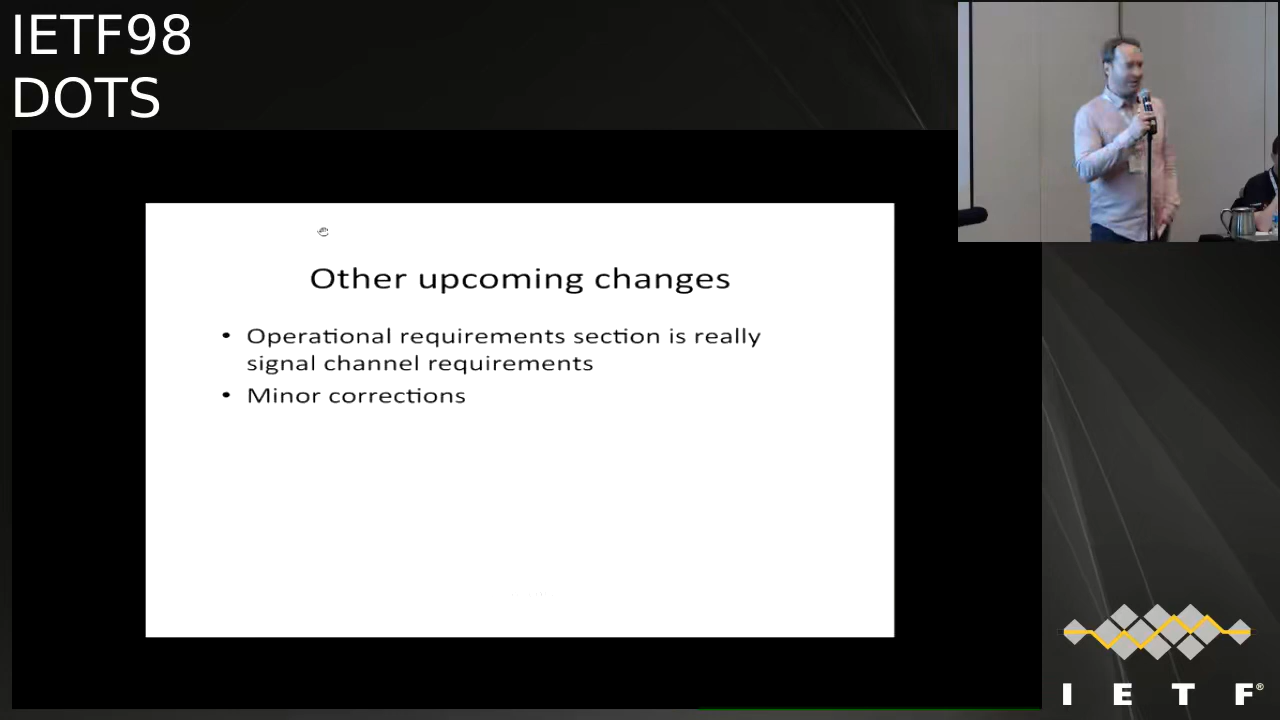 IETF98
DOTS
Other upcoming changes
• Operational requirements section is really
signal channel requirements
• Minor corrections
I E T F®